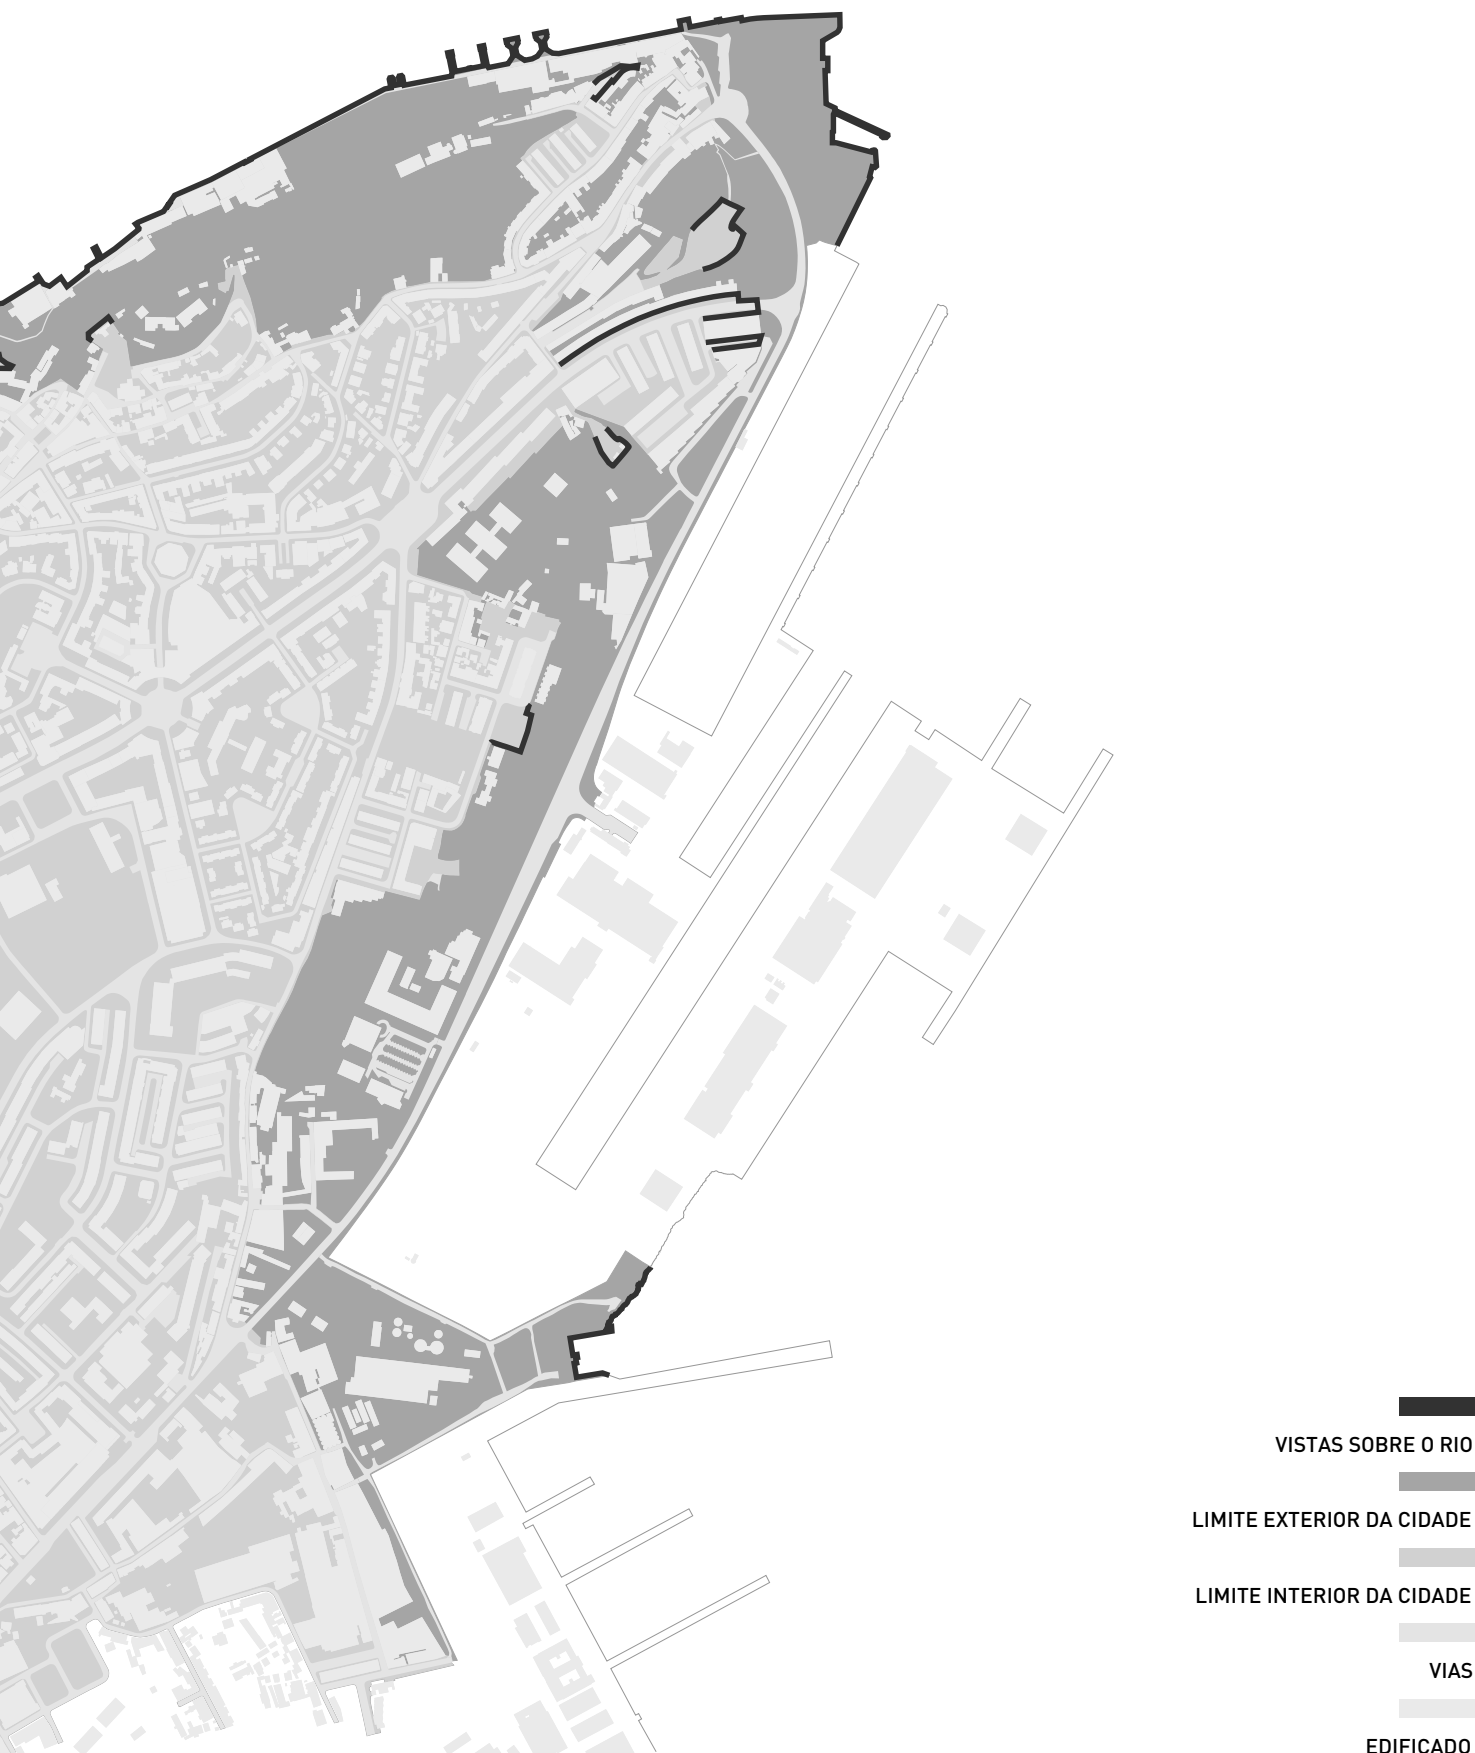 VISTAS SOBRE O RIO
LIMITE EXTERIOR DA CIDADE
LIMITE INTERIOR DA CIDADE
VIAS
EDIFICADO